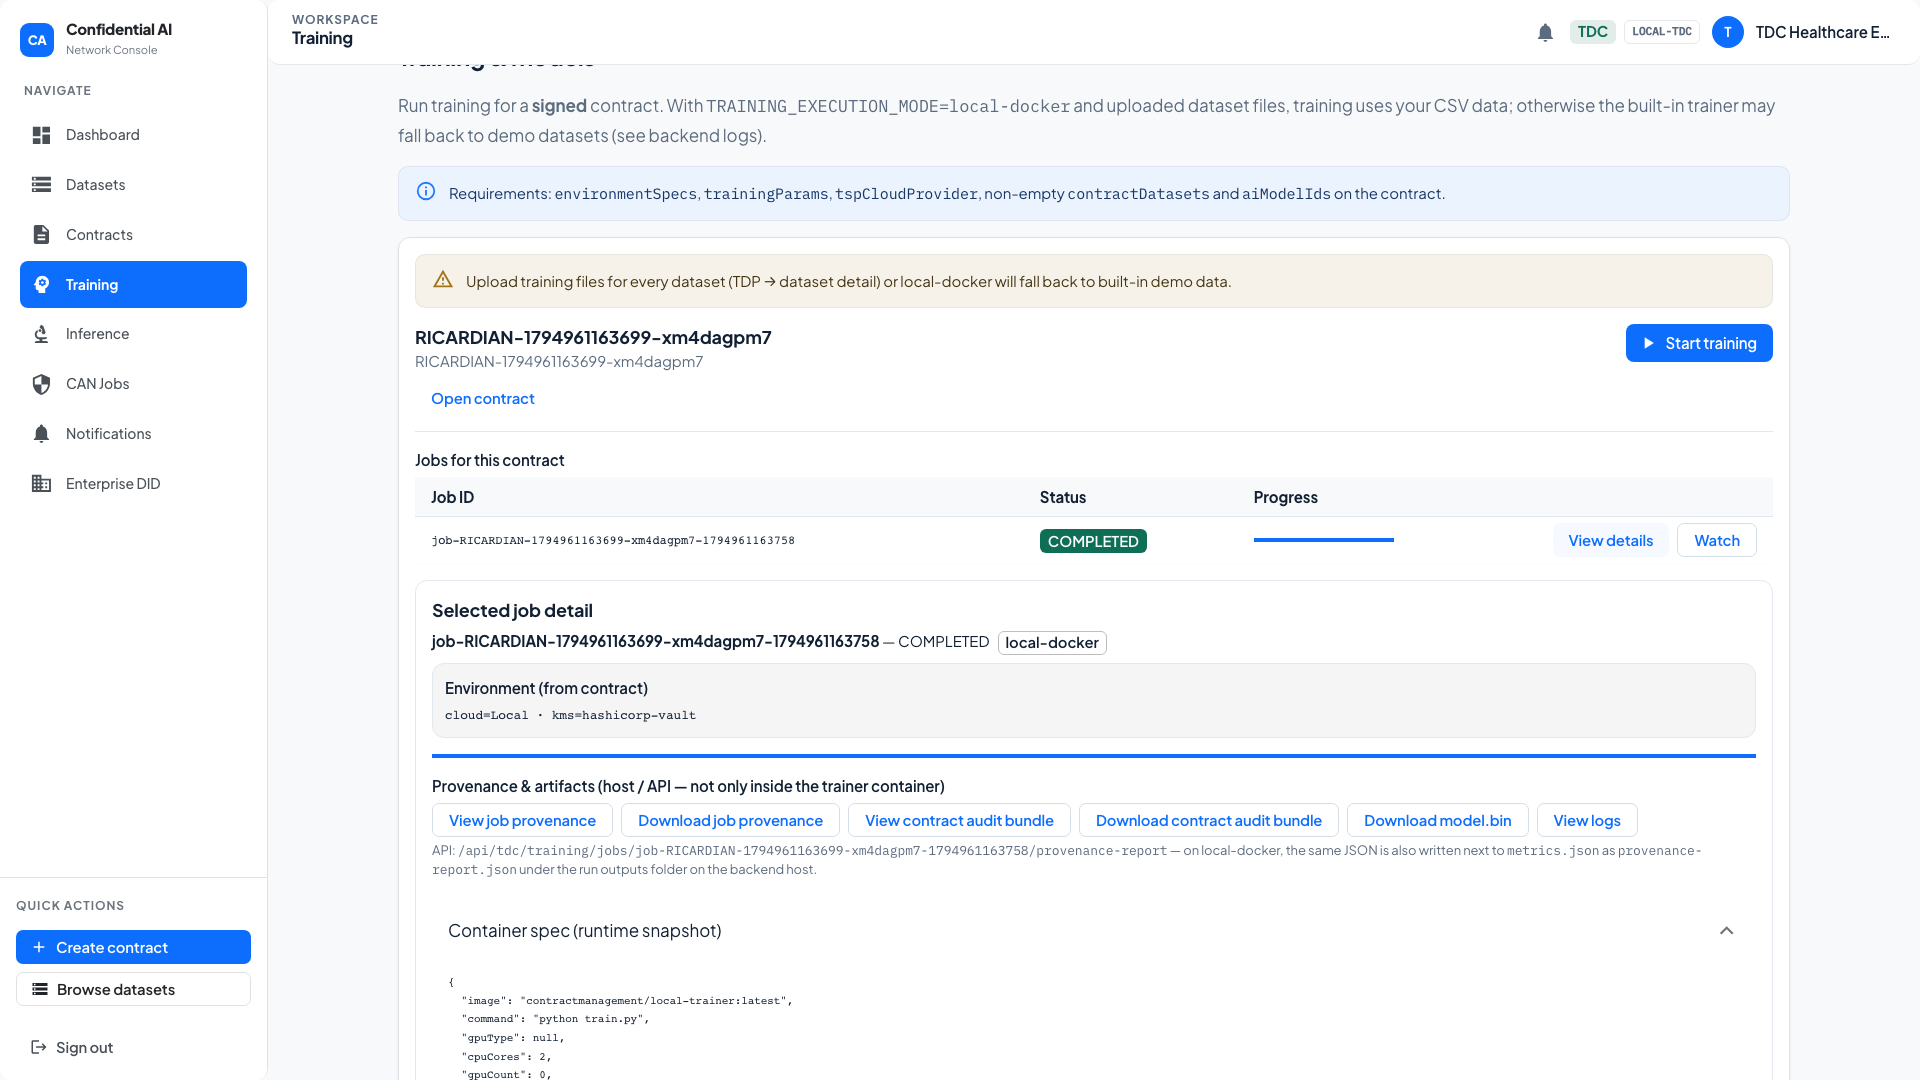 CA
Confidential AI
Network Console
NAVIGATE
Dashboard
Datasets
Contracts
Training
Inference
CAN Jobs
Notifications
Enterprise DID
QUICK ACTIONS
Create contract
Browse datasets
Sign out
WORKSPACE
Training
TDC
LOCAL-TDC
T
TDC Healthcare E...
Run training for a signed contract. With TRAINING_EXECUTION_MODE=local-docker and uploaded dataset files, training uses your CSV data; otherwise the built-in trainer may
fall back to demo datasets (see backend logs).
Requirements: environmentSpecs, trainingParams, tspCloudProvider, non-empty contractDatasets and aiModelIds on the contract.
Upload training files for every dataset (TDP → dataset detail) or local-docker will fall back to built-in demo data.
RICARDIAN-1794961163699-xm4dagpm7
RICARDIAN-1794961163699-xm4dagpm7
Start training
Open contract
Jobs for this contract
Job ID Status Progress
job-RICARDIAN-1794961163699-xm4dagpm7-1794961163758 COMPLETED View details Watch
Selected job detail
job-RICARDIAN-1794961163699-xm4dagpm7-1794961163758 — COMPLETED local-docker
Environment (from contract)
cloud=Local · kms=hashicorp-vault
Provenance & artifacts (host / API — not only inside the trainer container)
View job provenance Download job provenance View contract audit bundle Download contract audit bundle Download model.bin View logs
API: /api/tdc/training/jobs/job-RICARDIAN-1794961163699-xm4dagpm7-1794961163758/provenance-report — on local-docker, the same JSON is also written next to metrics.json as provenance-
report.json under the run outputs folder on the backend host.
Container spec (runtime snapshot)
{
"image": "contractmanagement/local-trainer:latest",
"command": "python train.py",
"gpuType": null,
"cpuCores": 2,
"gpuCount": 0,